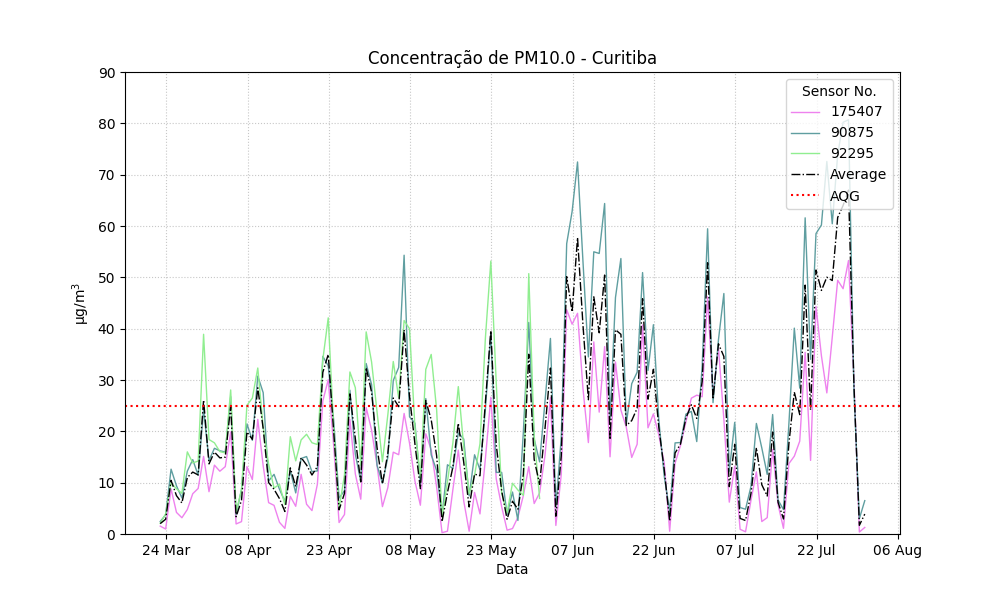 Concentração de PM10.0 - Curitiba
90
80
70
60
50
40
30
20
10
0
µg/m³
Sensor No.
175407
90875
92295
Average
AQG
24 Mar 08 Apr 23 Apr 08 May 23 May 07 Jun 22 Jun 07 Jul 22 Jul 06 Aug
Data